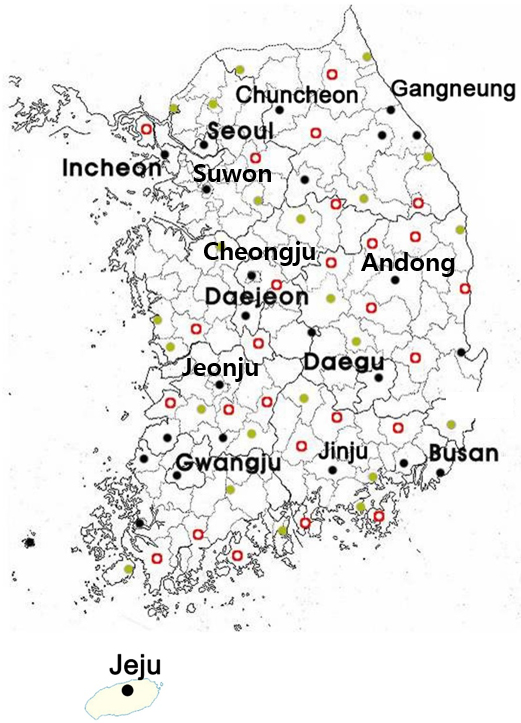 Chuncheon
Gangneung
Seoul
Incheon
Suwon
Cheongju
Andong
Daejeon
Daegu
Jeonju
Gwangju
Jinju
Busan
Jeju